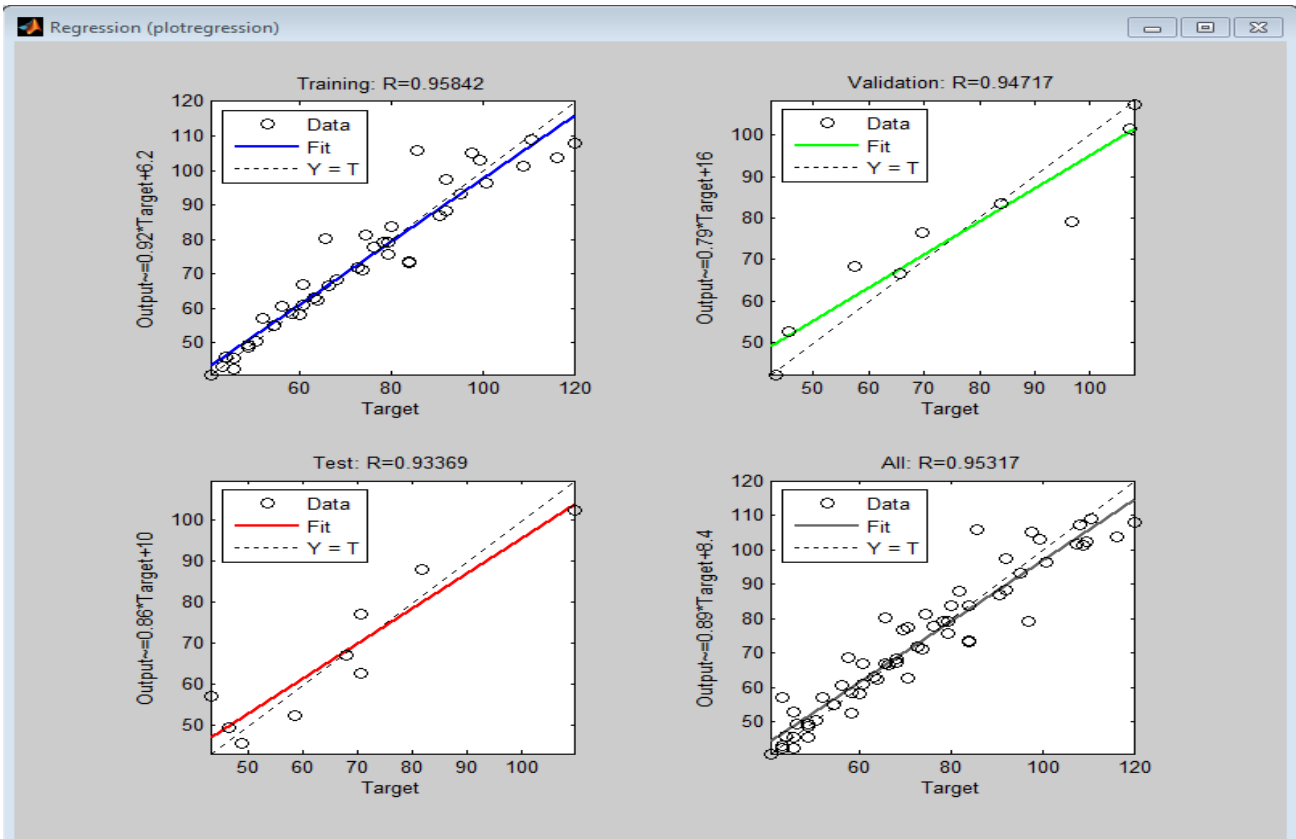 Regression (plotregression)
Training: R=0.95842
Output~=0.92*Target+6.2
120
110
100
90
80
70
60
50
Data
Fit
Y = T
60
80
100
120
Target
Validation: R=0.94717
Output~=0.79*Target+16
100
90
80
70
60
50
Data
Fit
Y = T
50
60
70
80
90
100
Target
Test: R=0.93369
Output~=0.86*Target+10
100
90
80
70
60
50
Data
Fit
Y = T
50
60
70
80
90
100
Target
All: R=0.95317
Output~=0.89*Target+8.4
120
110
100
90
80
70
60
50
Data
Fit
Y = T
60
80
100
120
Target